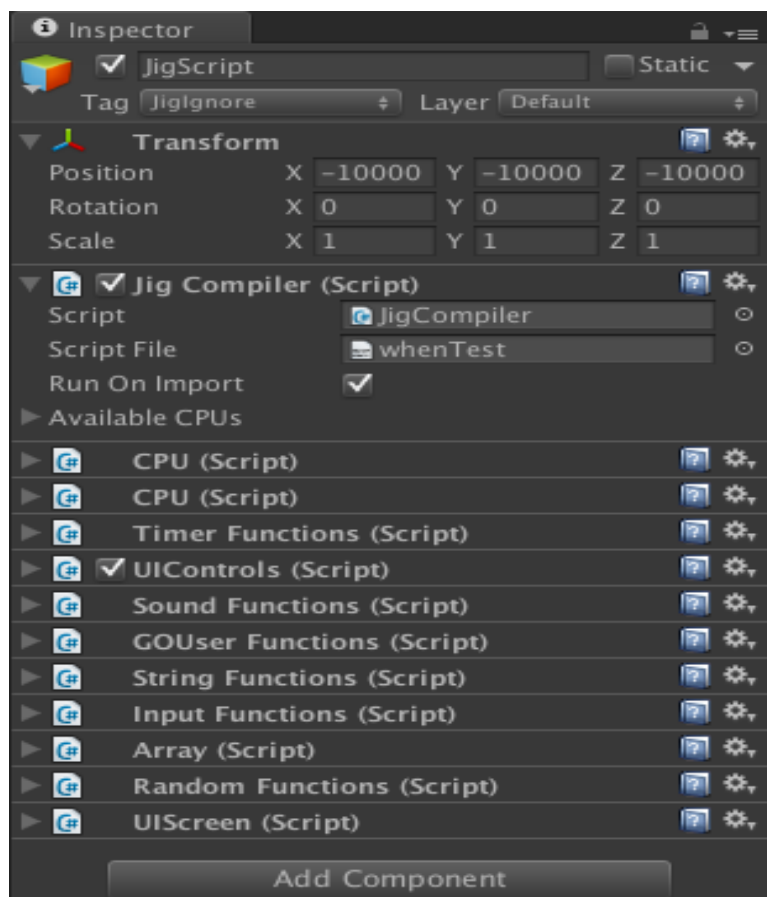 Inspector
JigScript Static
Tag JigIgnore Layer Default
Transform
Position X -10000 Y -10000 Z -10000
Rotation X 0 Y 0 Z 0
Scale X 1 Y 1 Z 1
Jig Compiler (Script)
Script JigCompiler
Script File whenTest
Run On Import
Available CPUs
CPU (Script)
CPU (Script)
Timer Functions (Script)
UIControls (Script)
Sound Functions (Script)
GOUser Functions (Script)
String Functions (Script)
Input Functions (Script)
Array (Script)
Random Functions (Script)
UIScreen (Script)
Add Component